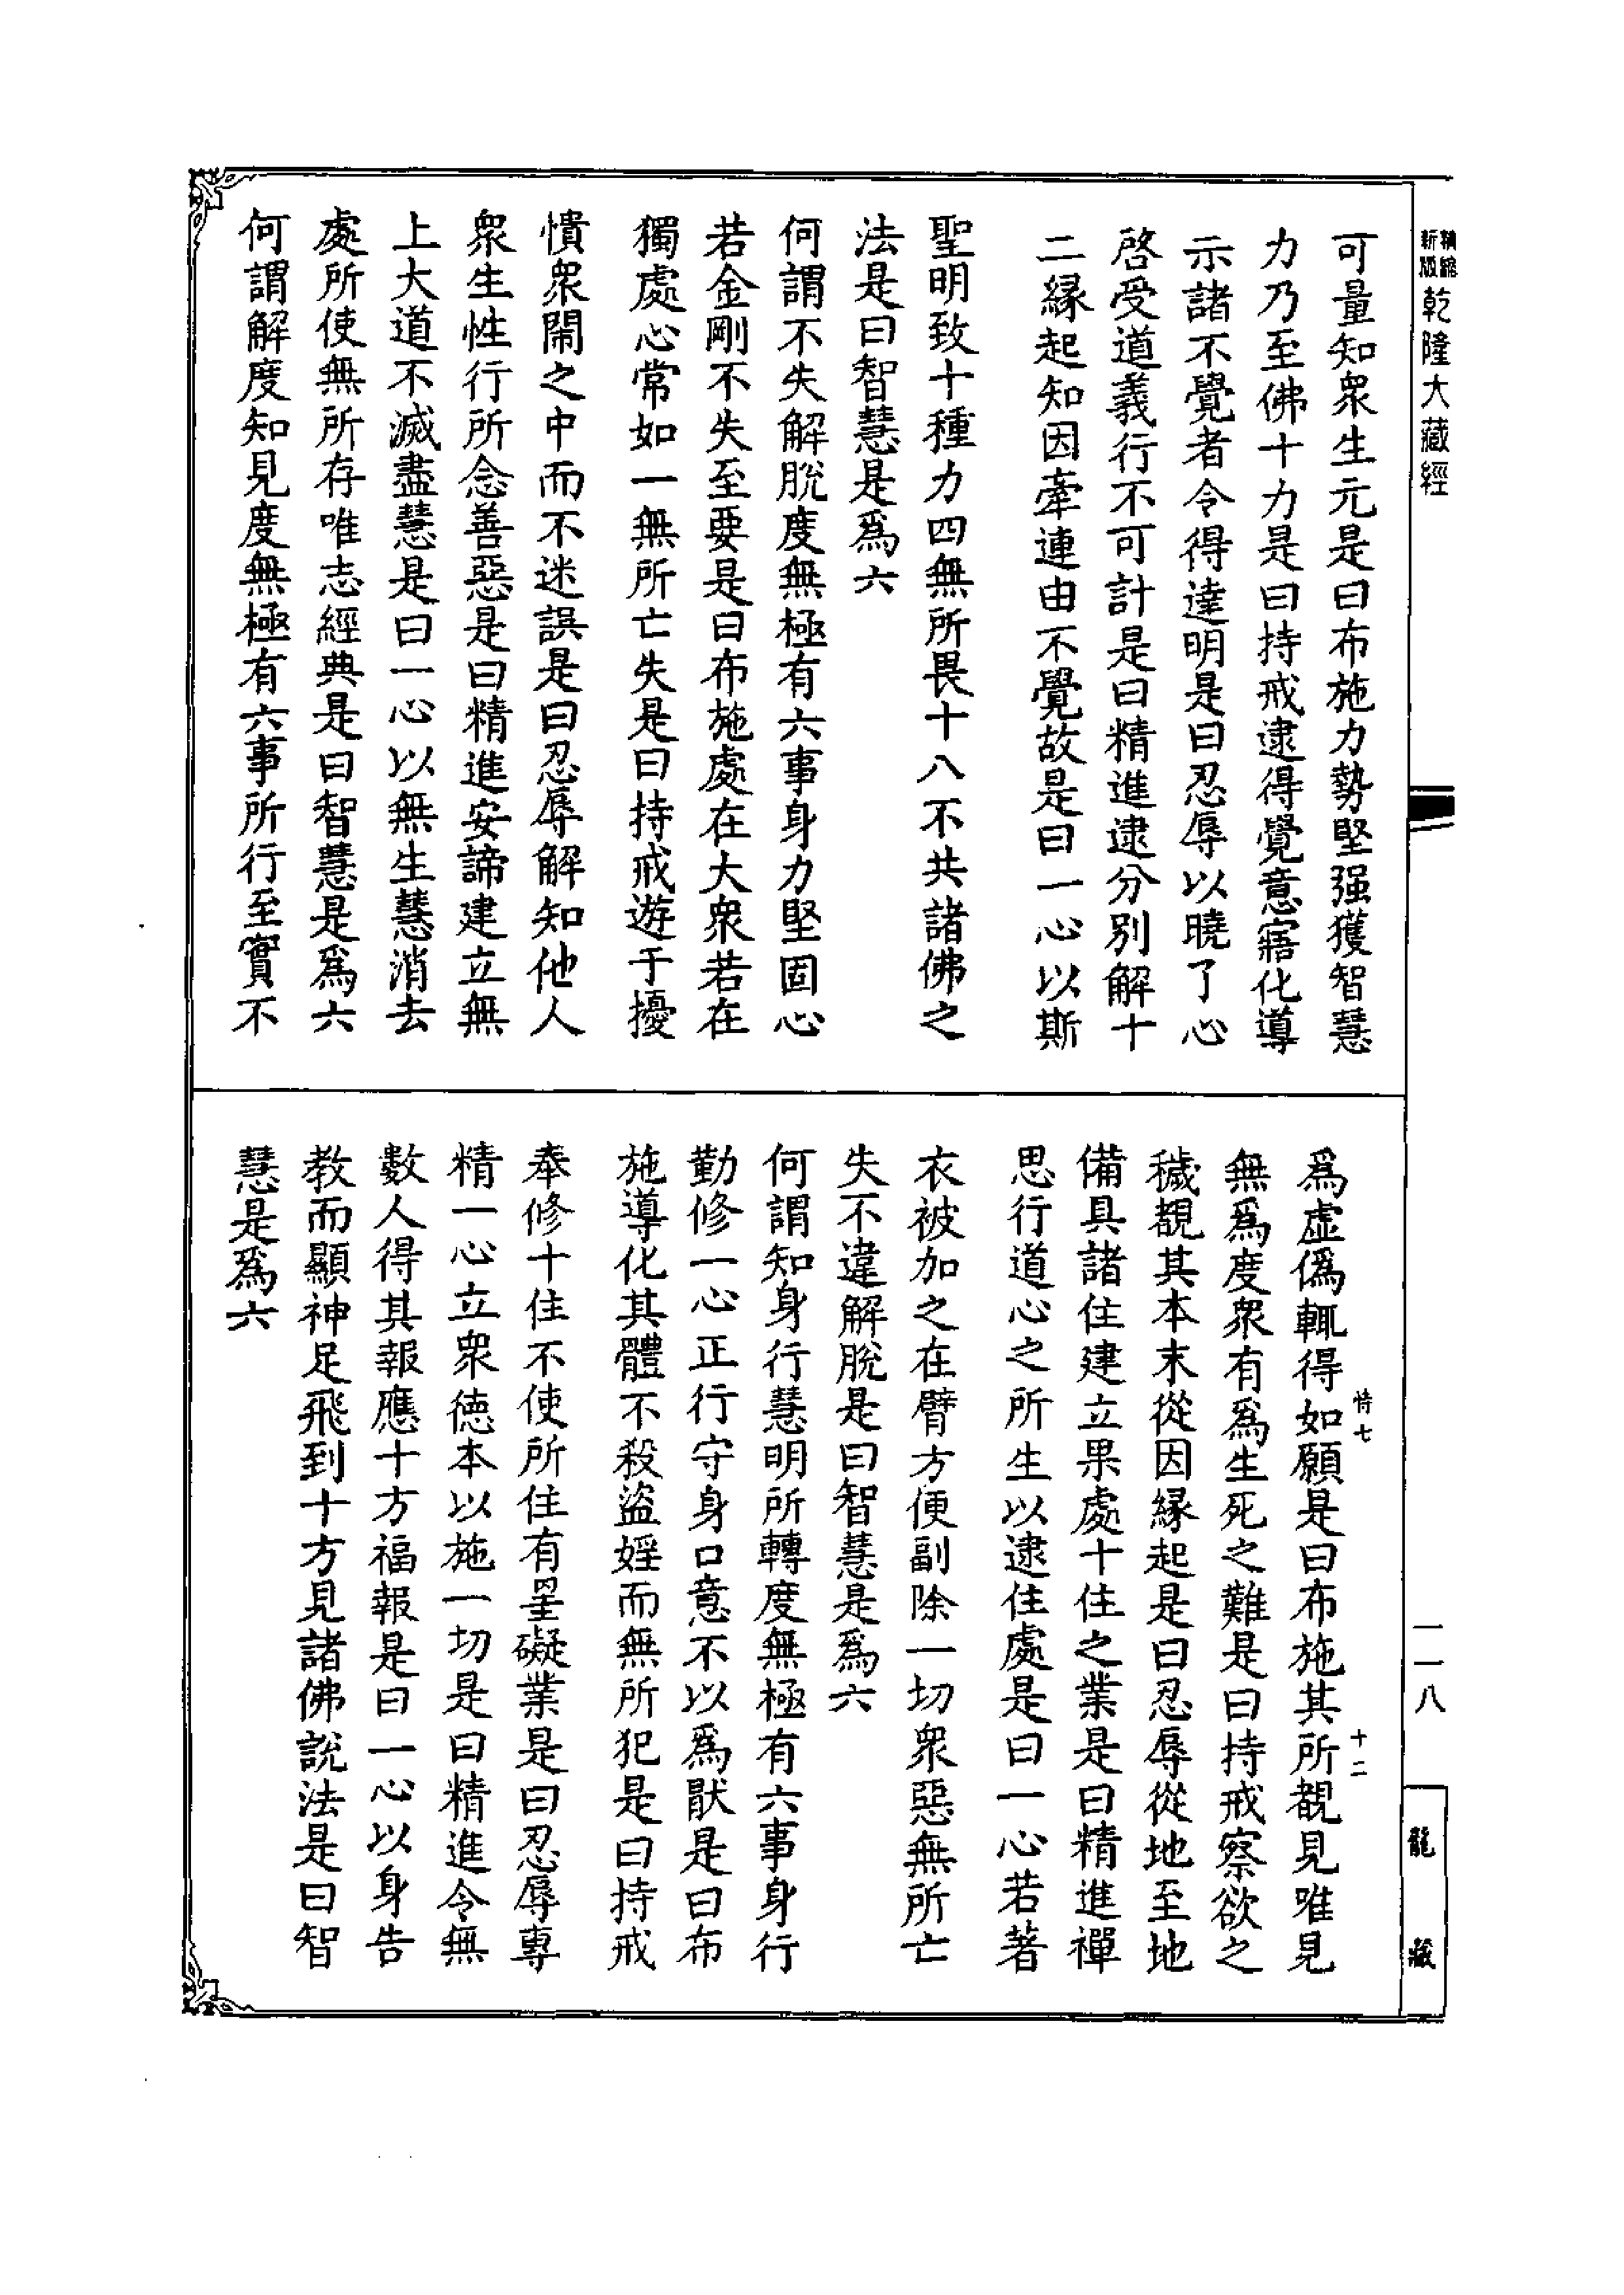 新版
乾隆大藏經
可量知衆生元是曰布施力勢堅强獲智慧
力乃至佛十力是曰持戒逮得覺意寤化導
示諸不覺者令得達明是曰忍辱以曉了心
啓受道義行不可計是曰精進逮分別解十
二緣起知因牽連由不覺故是曰一心以斯
聖明致十種力四無所畏十八不共諸佛之
法是曰智慧是爲六
何謂不失解脫度無極有六事身力堅固心
若金剛不失至要是曰布施處在大衆若在
獨處心常如一無所亡失是曰持戒遊于擾
憒衆閙之中而不迷誤是曰忍辱解知他人
衆生性行所念善惡是曰精進安諦建立無
上大道不滅盡慧是曰一心以無生慧消去
處所使無所存唯志經典是曰智慧是爲六
何謂解度知見度無極有六事所行至實不
爲虛僞輒得如願是曰布施其所覩見唯見
無爲度衆有爲生死之難是曰持戒察欲之
穢覩其本末從因緣起是曰忍辱從地至地
備具諸住建立果處十住之業是曰精進禪
思行道心之所生以逮住處是曰一心若著
衣被加之在臂方便副除一切衆惡無所亡
失不違解脫是曰智慧是爲六
何謂知身行慧明所轉度無極有六事身行
勤修一心正行守身口意不以爲猒是曰布
施導化其體不殺盜婬而無所犯是曰持戒
奉修十住不使所住有罣礙業是曰忍辱專
精一心立衆德本以施一切是曰精進令無
數人得其報應十方福報是曰一心以身告
教而顯神足飛到十方見諸佛說法是曰智
慧是爲六
恃七
十二
一一八
龍藏